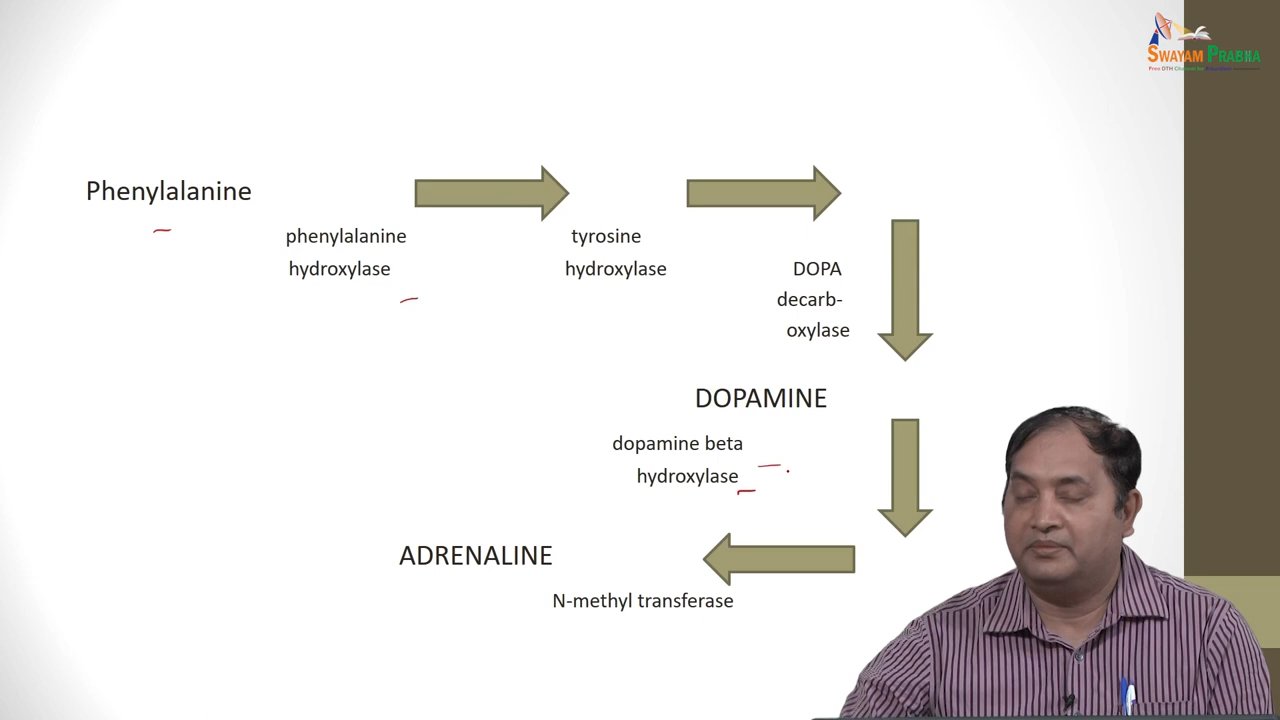 SWAYAM PRABHA
Phenylalanine
phenylalanine
hydroxylase
tyrosine
hydroxylase
DOPA
decarb-
oxylase
DOPAMINE
dopamine beta
hydroxylase
ADRENALINE
N-methyl transferase